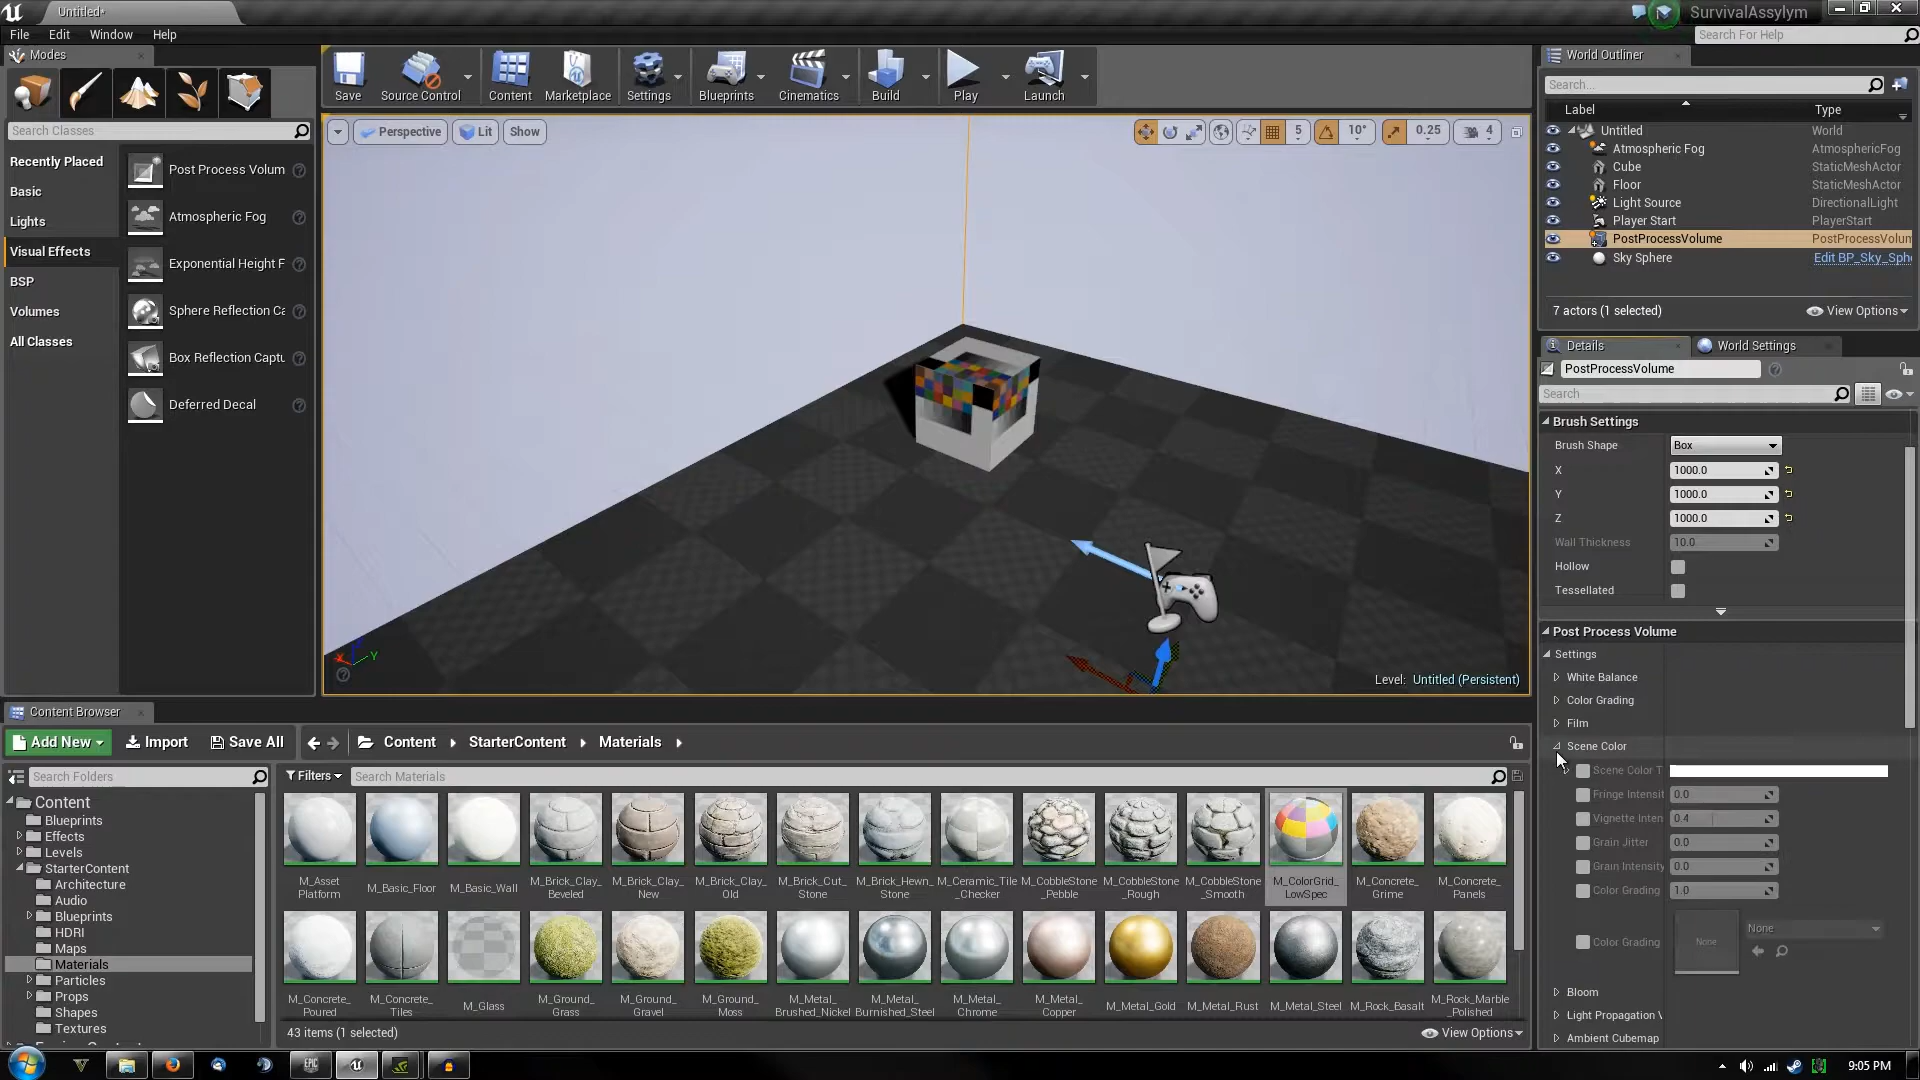 Untitled*
SurvivalAssylym
File Edit Window Help
Search For Help
Modes
Search Classes
Recently Placed
Basic
Lights
Visual Effects
BSP
Volumes
All Classes
Post Process Volum
Atmospheric Fog
Exponential Height F
Sphere Reflection Ca
Box Reflection Captu
Deferred Decal
Save Source Control Content Marketplace Settings Blueprints Cinematics Build Play Launch
Perspective Lit Show
5 10° 0.25 4
X Y
Level: Untitled (Persistent)
World Outliner
Search...
Label Type
Untitled World
Atmospheric Fog AtmosphericFog
Cube StaticMeshActor
Floor StaticMeshActor
Light Source DirectionalLight
Player Start PlayerStart
PostProcessVolume PostProcessVolum
Sky Sphere Edit BP_Sky_Sph
7 actors (1 selected) View Options
Details World Settings
PostProcessVolume
Search
Brush Settings
Brush Shape Box
X 1000.0
Y 1000.0
Z 1000.0
Wall Thickness 10.0
Hollow
Tessellated
Post Process Volume
Settings
White Balance
Color Grading
Film
Scene Color
Scene Color T
Fringe Intensit 0.0
Vignette Inten 0.4
Grain Jitter 0.0
Grain Intensity 0.0
Color Grading 1.0
Color Grading None None
Bloom
Light Propagation V
Ambient Cubemap
Content Browser
Add New Import Save All Content StarterContent Materials
Search Folders
Filters Search Materials
Content
Blueprints
Effects
Levels
StarterContent
Architecture
Audio
Blueprints
HDRI
Maps
Materials
Particles
Props
Shapes
Textures
M_Asset Platform
M_Basic_Floor
M_Basic_Wall
M_Brick_Clay_ Beveled
M_Brick_Clay_ New
M_Brick_Clay_ Old
M_Brick_Cut_ Stone
M_Brick_Hewn_ Stone
M_Ceramic_Tile _Checker
M_CobbleStone _Pebble
M_CobbleStone _Rough
M_CobbleStone _Smooth
M_ColorGrid_ LowSpec
M_Concrete_ Grime
M_Concrete_ Panels
M_Concrete_ Poured
M_Concrete_ Tiles
M_Glass
M_Ground_ Grass
M_Ground_ Gravel
M_Ground_ Moss
M_Metal_ Brushed_Nickel
M_Metal_ Burnished_Steel
M_Metal_ Chrome
M_Metal_ Copper
M_Metal_Gold
M_Metal_Rust
M_Metal_Steel
M_Rock_Basalt
M_Rock_Marble _Polished
43 items (1 selected) View Options
EPIC
9:05 PM